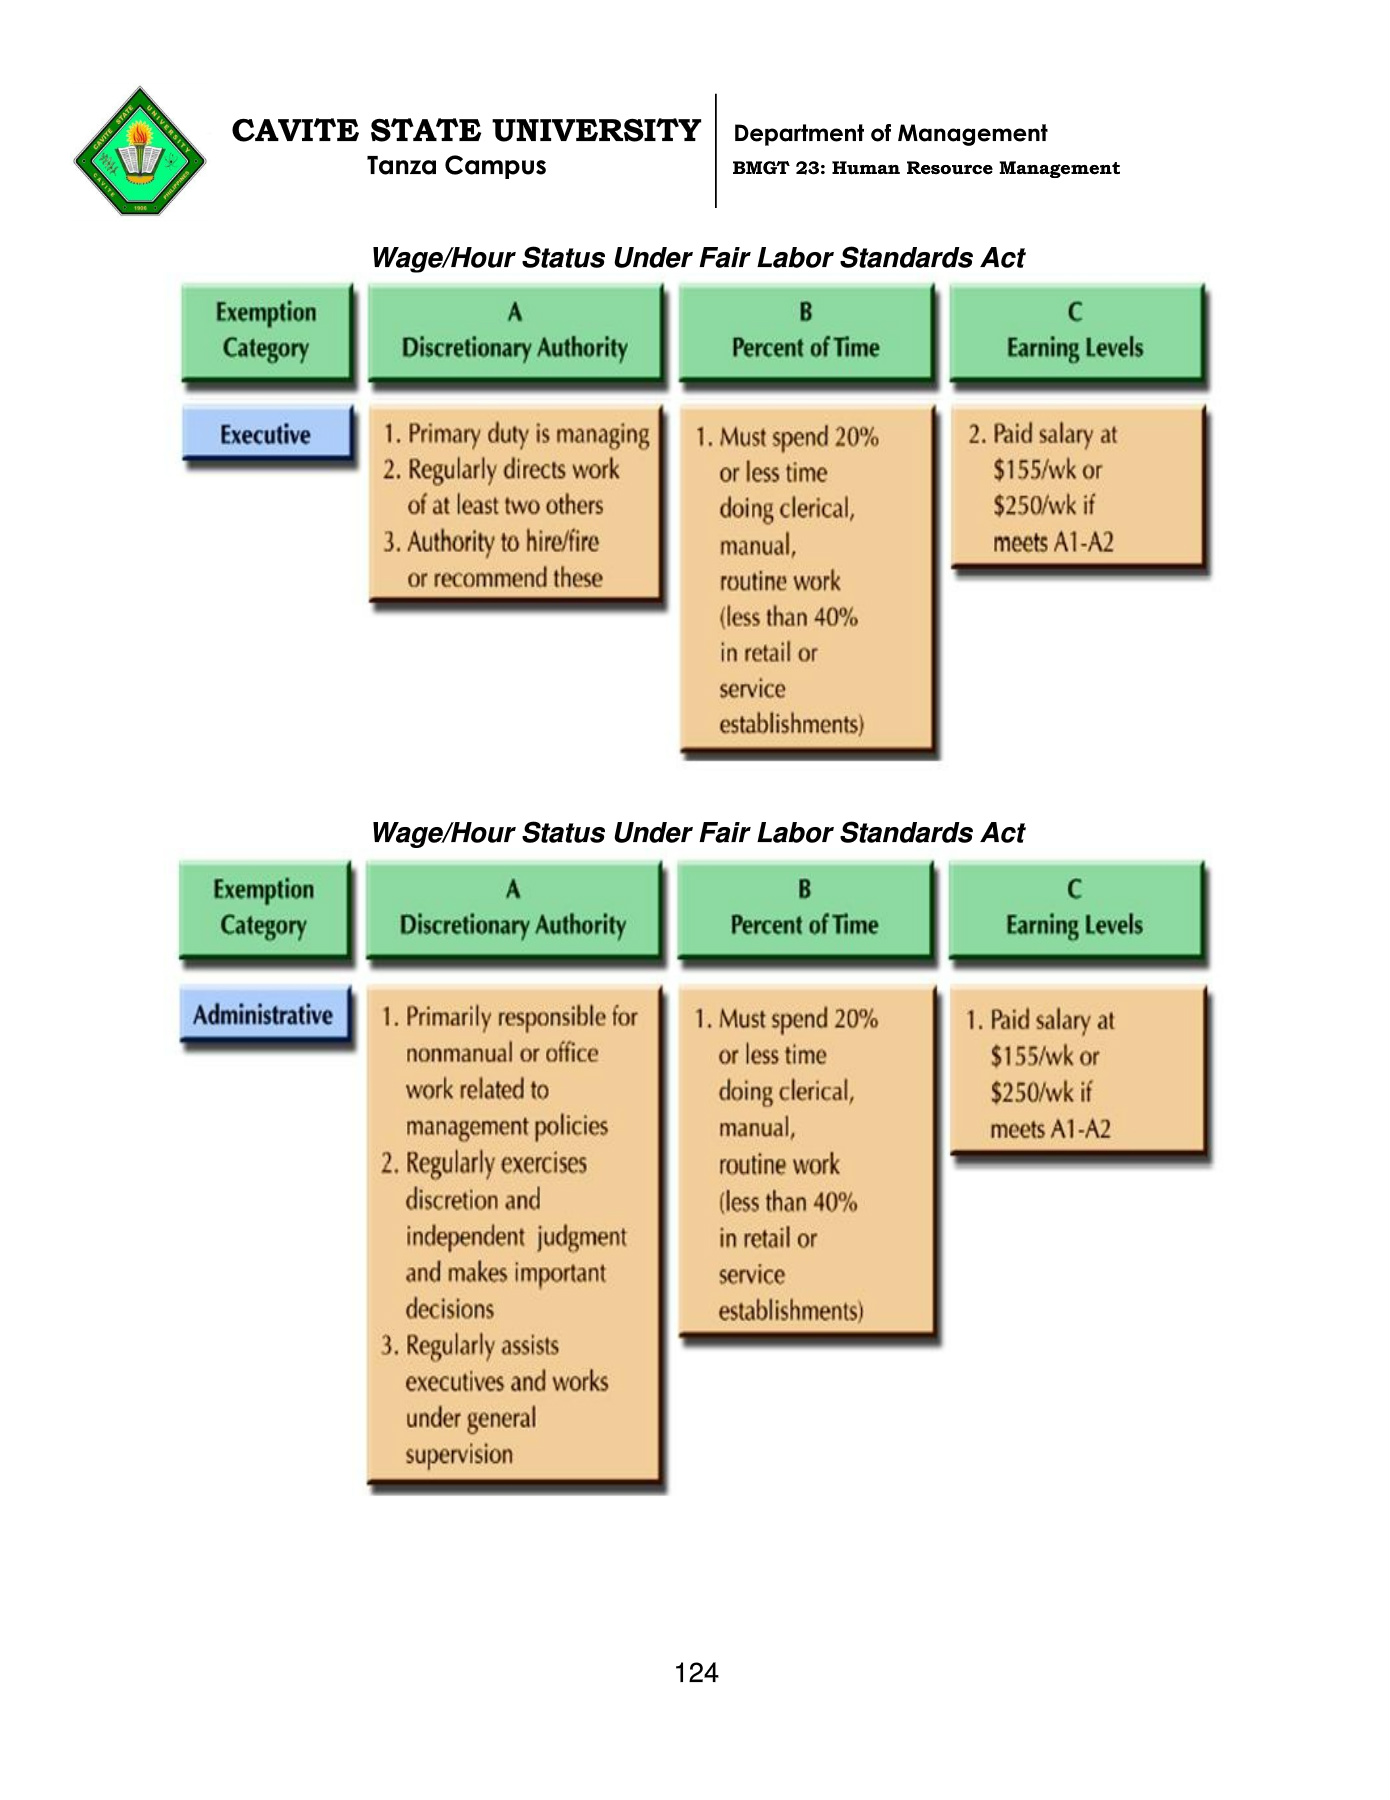 CAVITE STATE UNIVERSITY
Tanza Campus
Department of Management
BMGT 23: Human Resource Management
CAVITE STATE UNIVERSITY
CAVITE
PHILIPPINES
1906
Wage/Hour Status Under Fair Labor Standards Act
Exemption
Category
A
Discretionary Authority
B
Percent of Time
C
Earning Levels
Executive
1. Primary duty is managing
2. Regularly directs work
of at least two others
3. Authority to hire/fire
or recommend these
1. Must spend 20%
or less time
doing clerical,
manual,
routine work
(less than 40%
in retail or
service
establishments)
2. Paid salary at
$155/wk or
$250/wk if
meets A1-A2
Wage/Hour Status Under Fair Labor Standards Act
Exemption
Category
A
Discretionary Authority
B
Percent of Time
C
Earning Levels
Administrative
1. Primarily responsible for
nonmanual or office
work related to
management policies
2. Regularly exercises
discretion and
independent judgment
and makes important
decisions
3. Regularly assists
executives and works
under general
supervision
1. Must spend 20%
or less time
doing clerical,
manual,
routine work
(less than 40%
in retail or
service
establishments)
1. Paid salary at
$155/wk or
$250/wk if
meets A1-A2
124